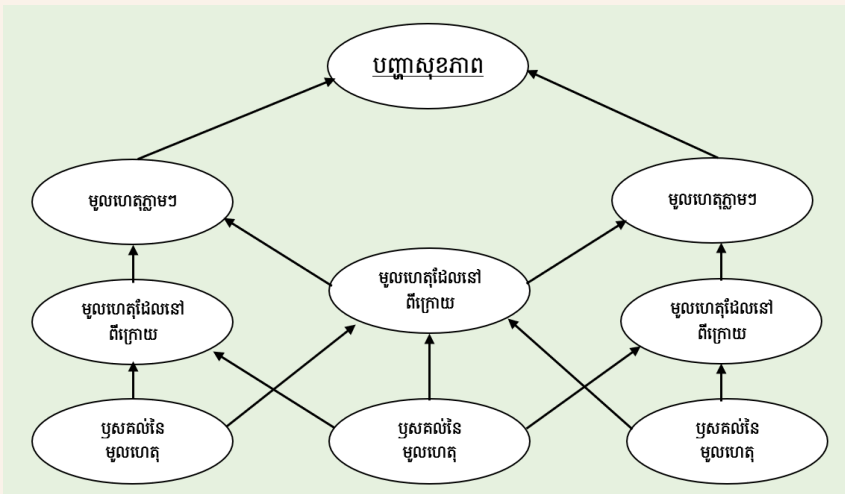 បញ្ហាសុខភាព
មូលហេតុភ្លាមៗ
មូលហេតុភ្លាមៗ
មូលហេតុដែលនៅ
ពីក្រោយ
មូលហេតុដែលនៅ
ពីក្រោយ
មូលហេតុដែលនៅ
ពីក្រោយ
ឫសគល់នៃ
មូលហេតុ
ឫសគល់នៃ
មូលហេតុ
ឫសគល់នៃ
មូលហេតុ